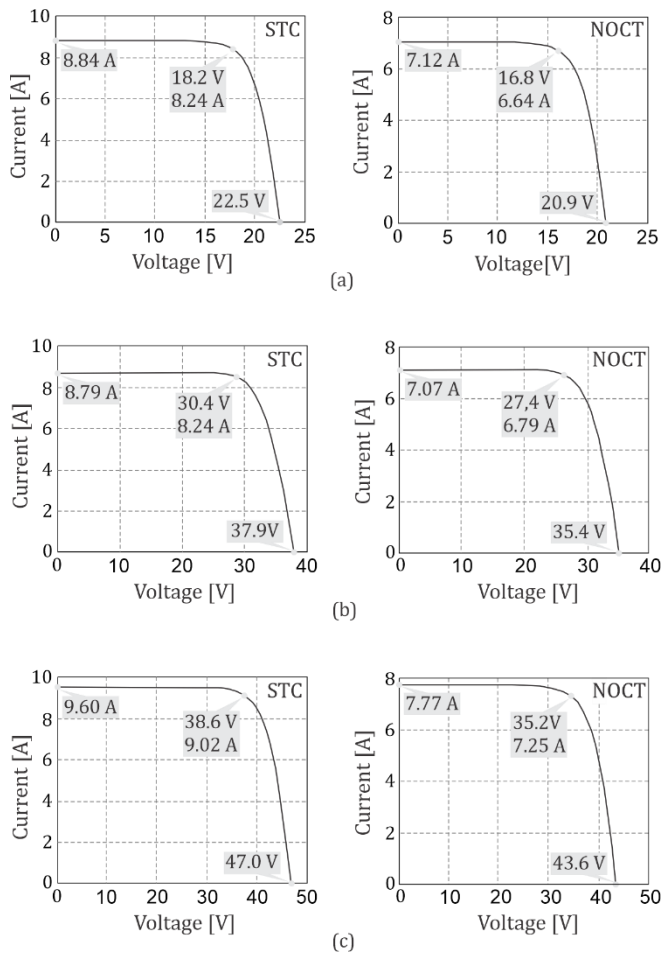 10
STC
8
8.84 A
18.2 V
8.24 A
6
Current [A]
4
2
22.5 V
0
0 5 10 15 20 25
Voltage [V]
8
NOCT
7.12 A
16.8 V
6.64 A
6
Current [A]
4
2
20.9 V
0
0 5 10 15 20 25
Voltage[V]
(a)
10
STC
8
8.79 A
30.4 V
8.24 A
6
Current [A]
4
2
37.9V
0
0 10 20 30 40
Voltage [V]
8
NOCT
7.07 A
27,4 V
6.79 A
6
Current [A]
4
2
35.4 V
0
0 10 20 30 40
Voltage [V]
(b)
10
STC
9.60 A
38.6 V
9.02 A
8
6
Current [A]
4
2
47.0 V
0
0 10 20 30 40 50
Voltage [V]
8
NOCT
7.77 A
35.2V
7.25 A
6
Current [A]
4
2
43.6 V
0
0 10 20 30 40 50
Voltage [V]
(c)